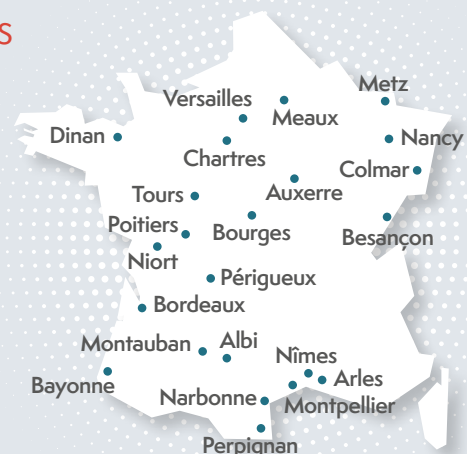 S
Metz
Versailles
Meaux
Dinan
Nancy
Chartres
Colmar
Auxerre
Tours
Poitiers
Bourges
Besançon
Niort
Périgueux
Bordeaux
Montauban
Albi
Nîmes
Bayonne
Arles
Narbonne
Montpellier
Perpignan